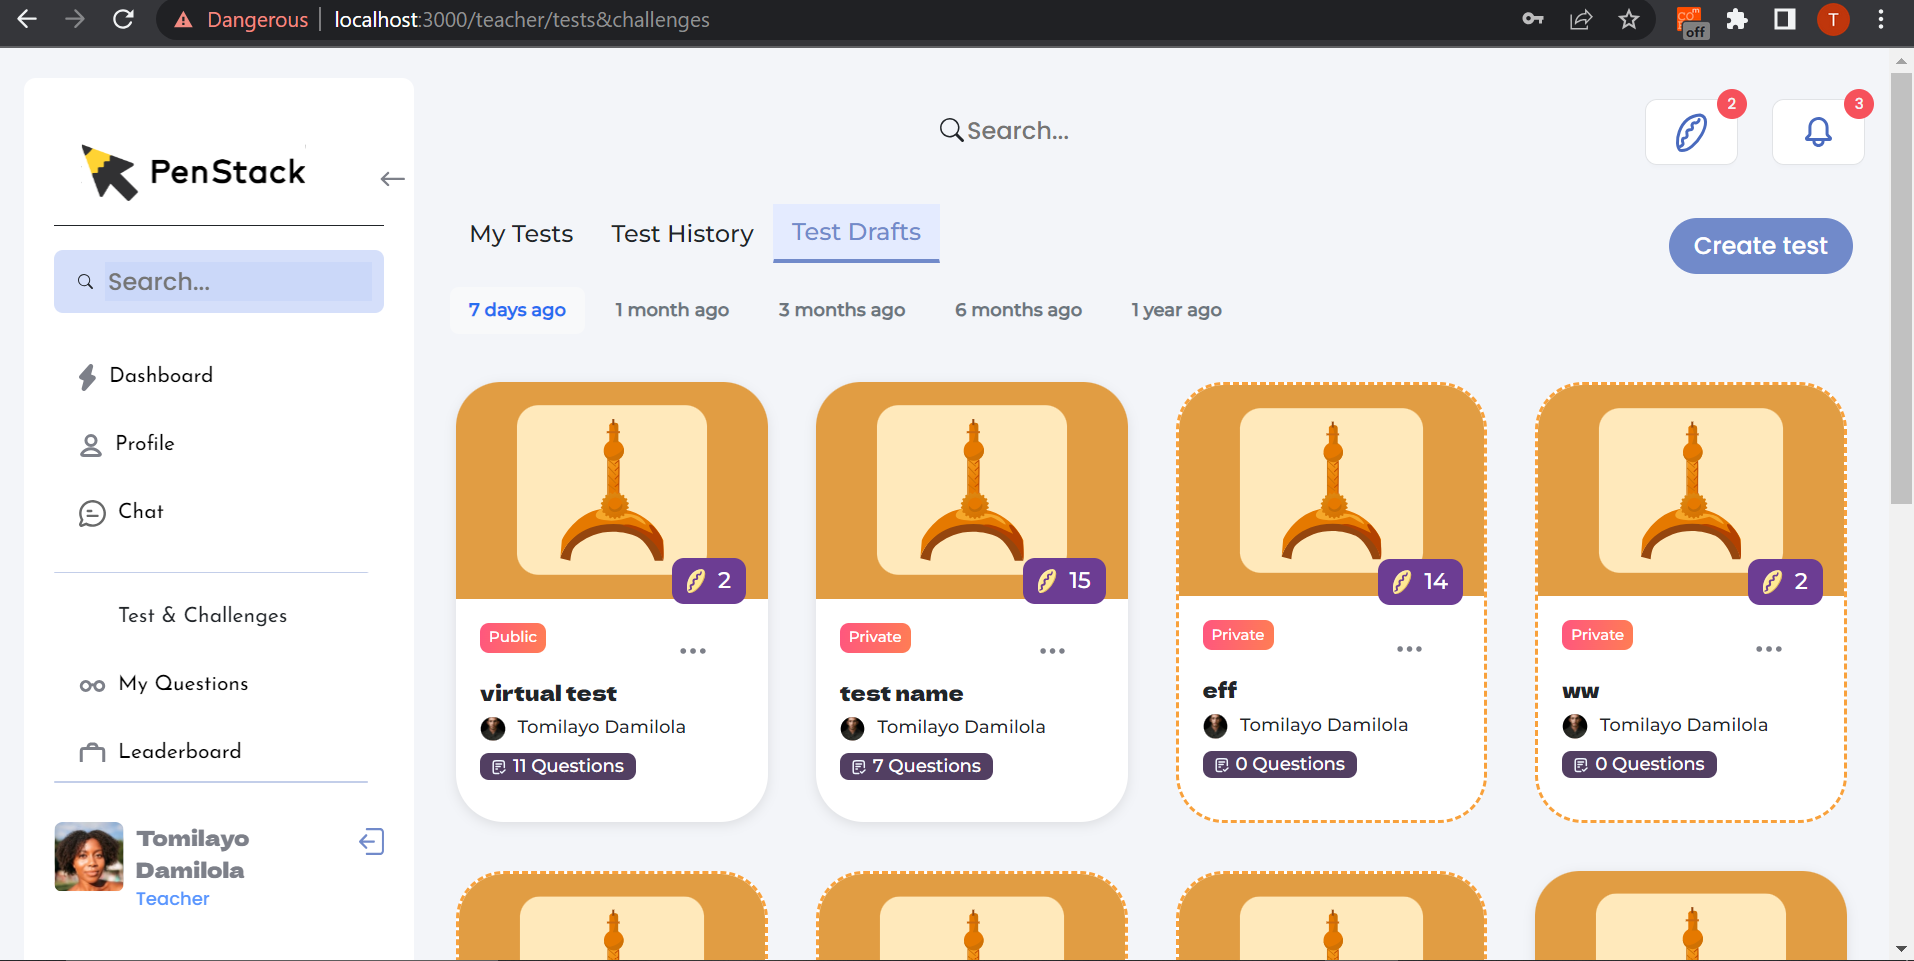 Dangerous localhost:3000/teacher/tests&challenges
com
off
T
PenStack
Search...
Dashboard
Profile
Chat
Test & Challenges
My Questions
Leaderboard
Tomilayo
Damilola
Teacher
Search...
2
3
My Tests Test History Test Drafts
Create test
7 days ago 1 month ago 3 months ago 6 months ago 1 year ago
2
Public
...
virtual test
Tomilayo Damilola
11 Questions
15
Private
...
test name
Tomilayo Damilola
7 Questions
14
Private
...
eff
Tomilayo Damilola
0 Questions
2
Private
...
ww
Tomilayo Damilola
0 Questions